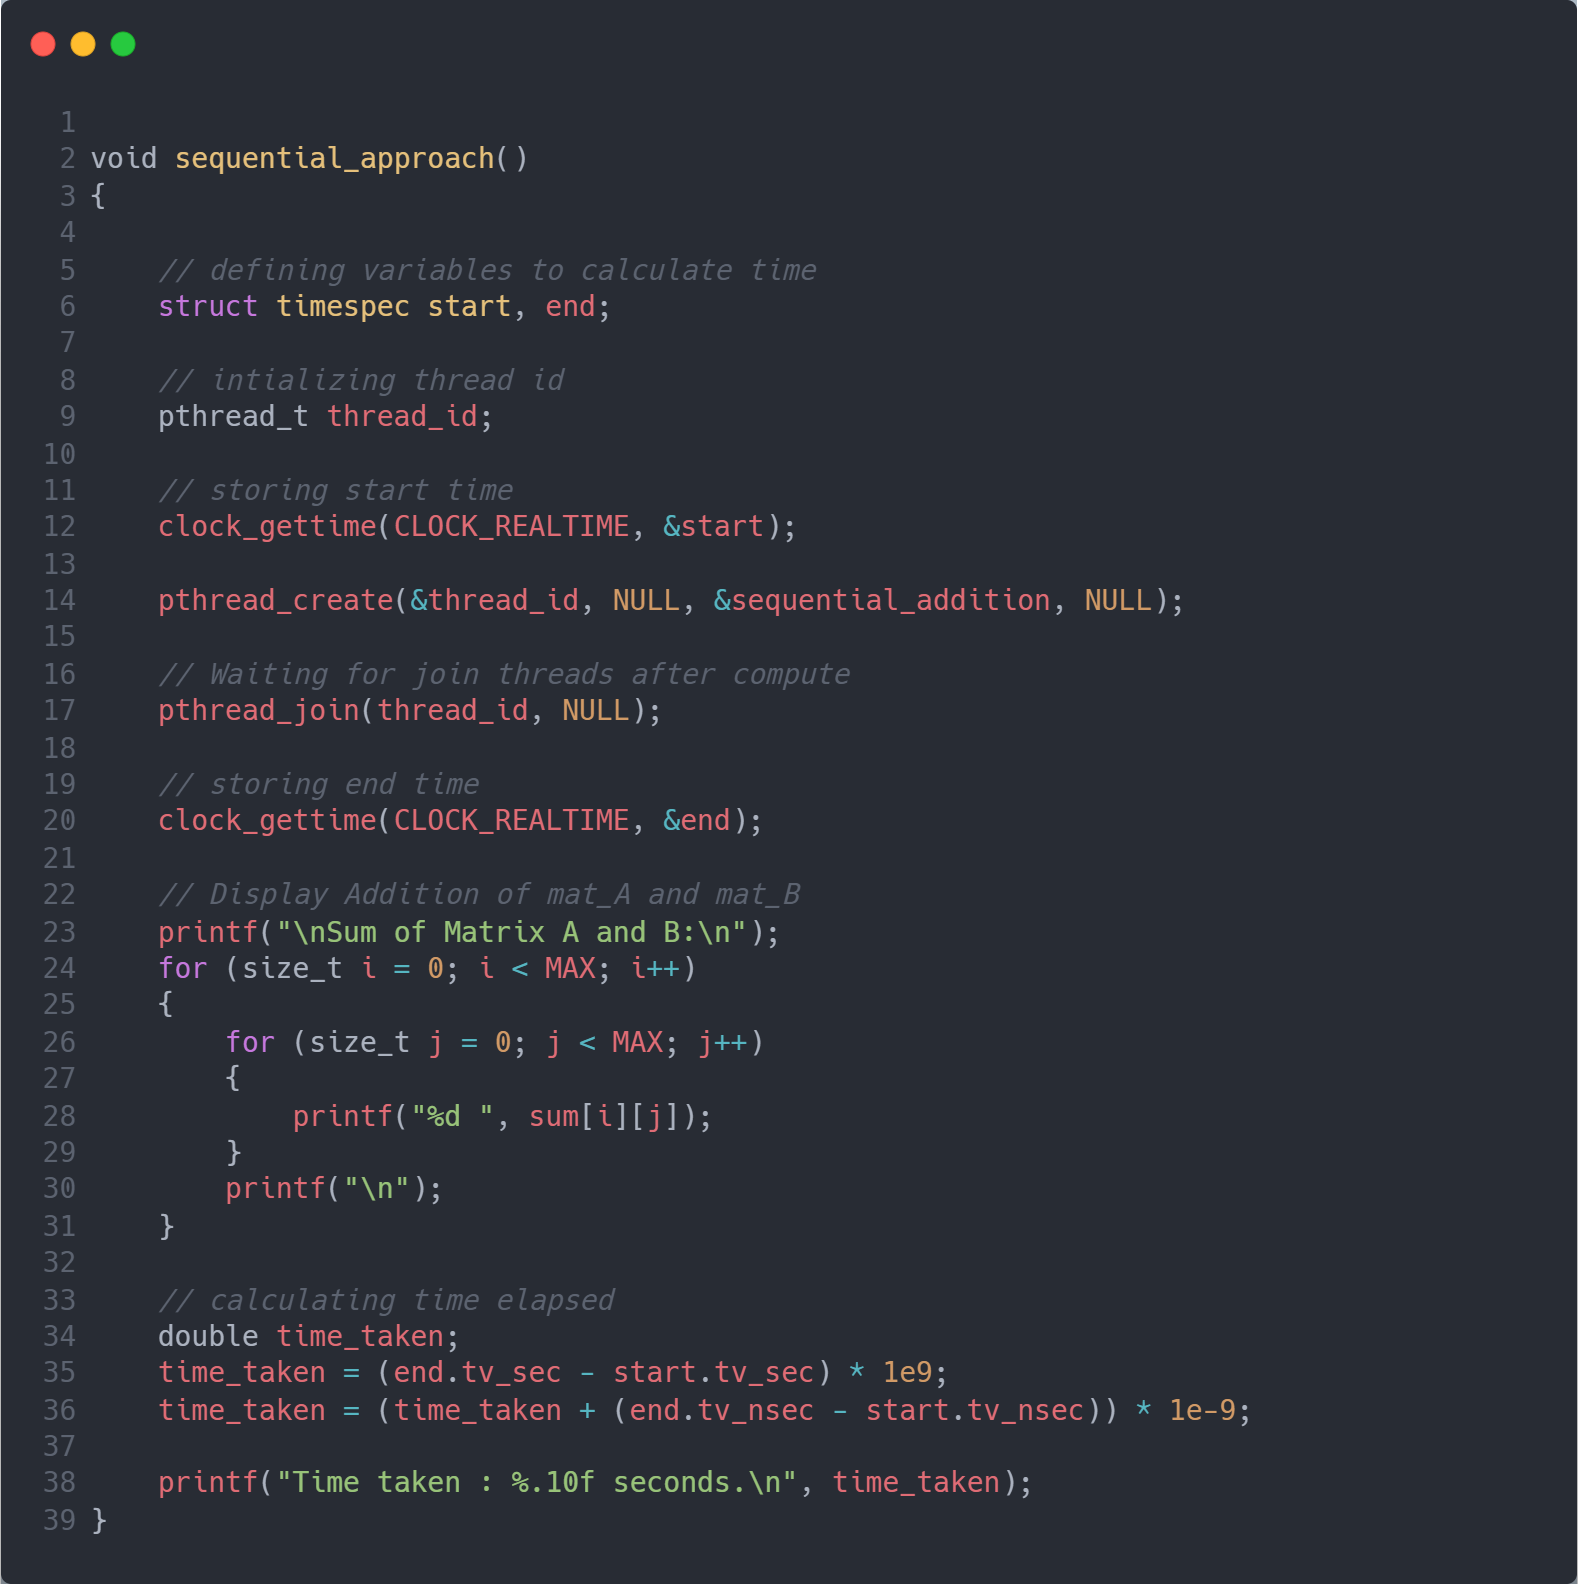 1
2 void sequential_approach()
3 {
4
5     // defining variables to calculate time
6     struct timespec start, end;
7
8     // intializing thread id
9     pthread_t thread_id;
10
11     // storing start time
12     clock_gettime(CLOCK_REALTIME, &start);
13
14     pthread_create(&thread_id, NULL, &sequential_addition, NULL);
15
16     // Waiting for join threads after compute
17     pthread_join(thread_id, NULL);
18
19     // storing end time
20     clock_gettime(CLOCK_REALTIME, &end);
21
22     // Display Addition of mat_A and mat_B
23     printf("\nSum of Matrix A and B:\n");
24     for (size_t i = 0; i < MAX; i++)
25     {
26         for (size_t j = 0; j < MAX; j++)
27         {
28             printf("%d ", sum[i][j]);
29         }
30         printf("\n");
31     }
32
33     // calculating time elapsed
34     double time_taken;
35     time_taken = (end.tv_sec - start.tv_sec) * 1e9;
36     time_taken = (time_taken + (end.tv_nsec - start.tv_nsec)) * 1e-9;
37
38     printf("Time taken : %.10f seconds.\n", time_taken);
39 }